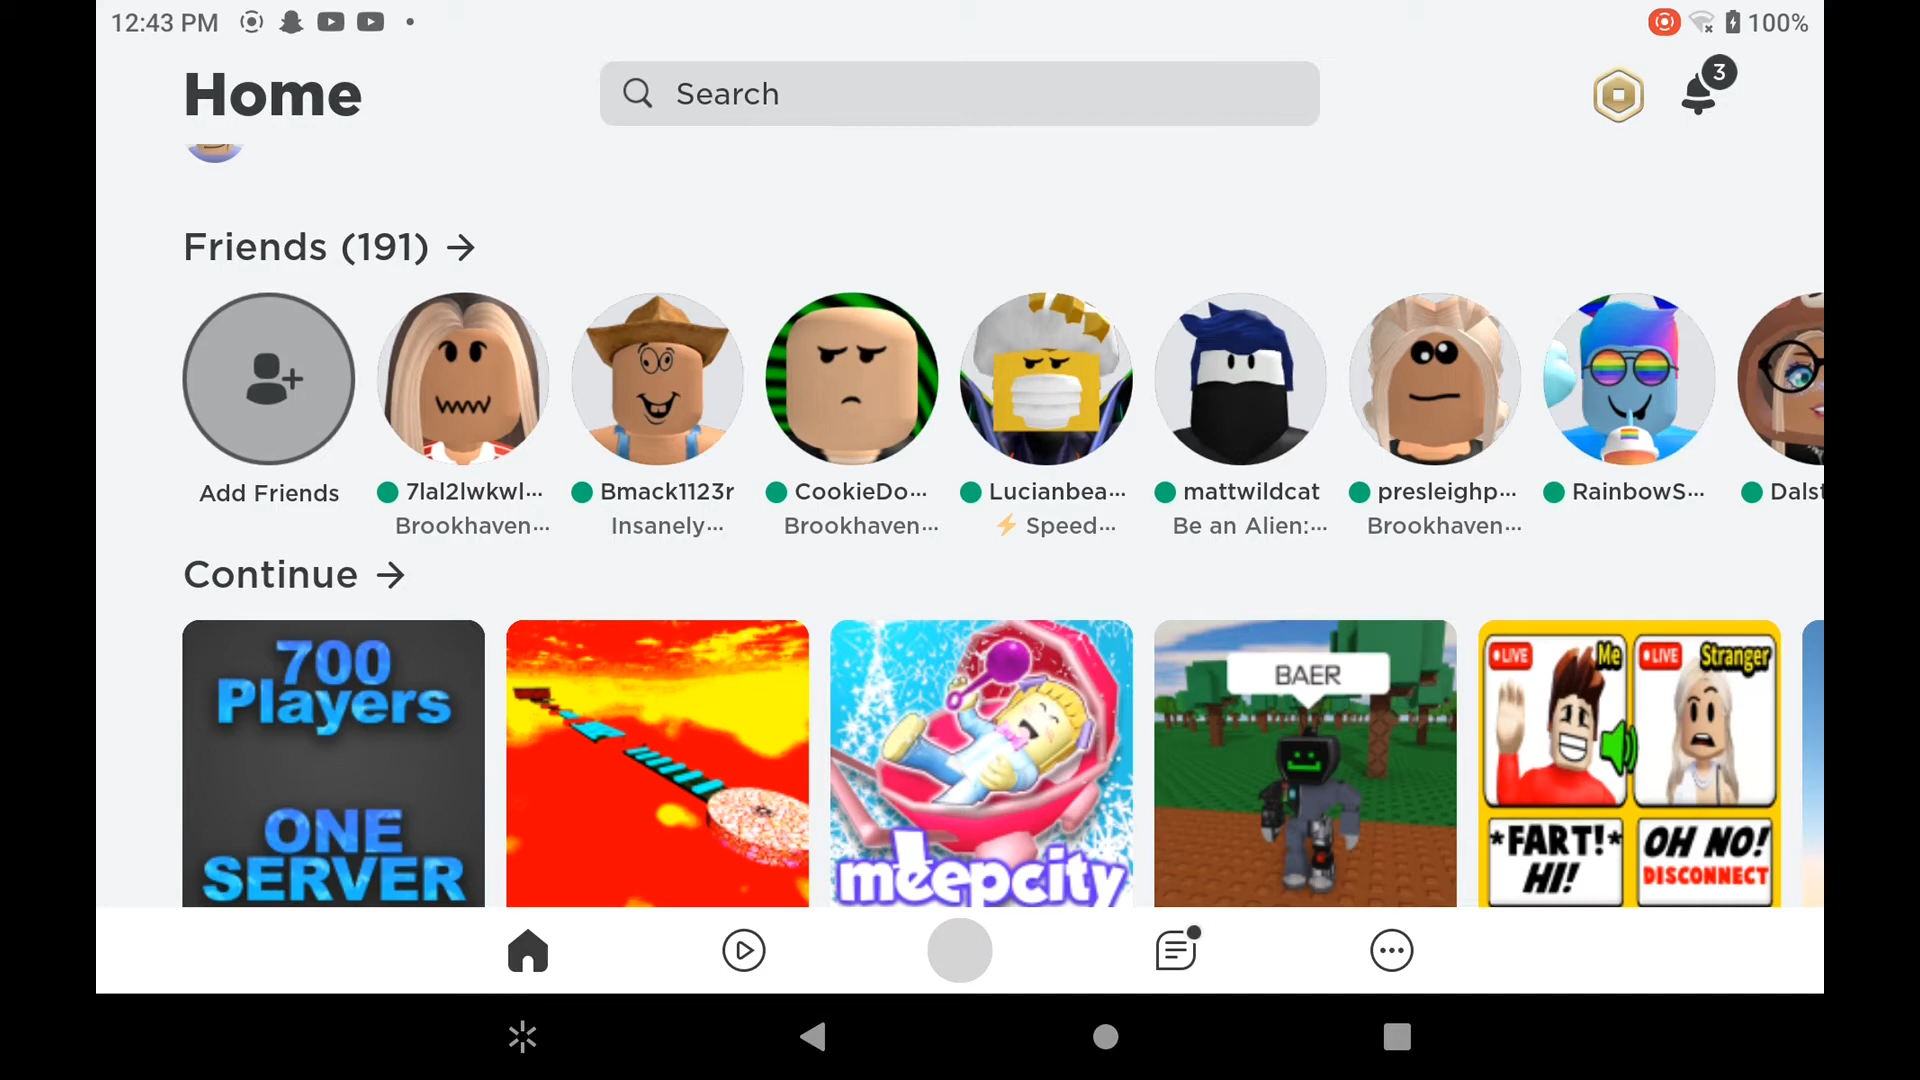 12:43 PM
100%
Home
Search
3
Friends (191)
Add Friends
7lal2lwkwl...
Bmack1123r
CookieDo...
Lucianbea...
mattwildcat
presleighp...
RainbowS...
Brookhaven...
Insanely...
Brookhaven...
⚡ Speed...
Be an Alien:...
Brookhaven...
Continue
700
Players
ONE
SERVER
meepcity
BAER
LIVE
Me
LIVE
Stranger
*FART!*
HI!
OH NO!
DISCONNECT